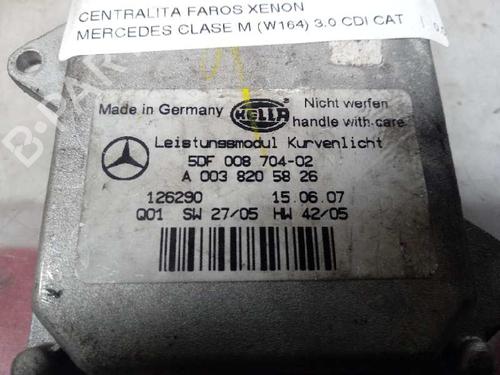 CENTRALITA FAROS XENON
MERCEDES CLASE M (W164) 3.0 CDI CAT
Made in Germany
HELLA
Nicht werfen
handle with care
Leistungsmodul Kurvenlicht
5DF 008 704-02
A 003 820 58 26
126290 15.06.07
Q01 SW 27/05 HW 42/05